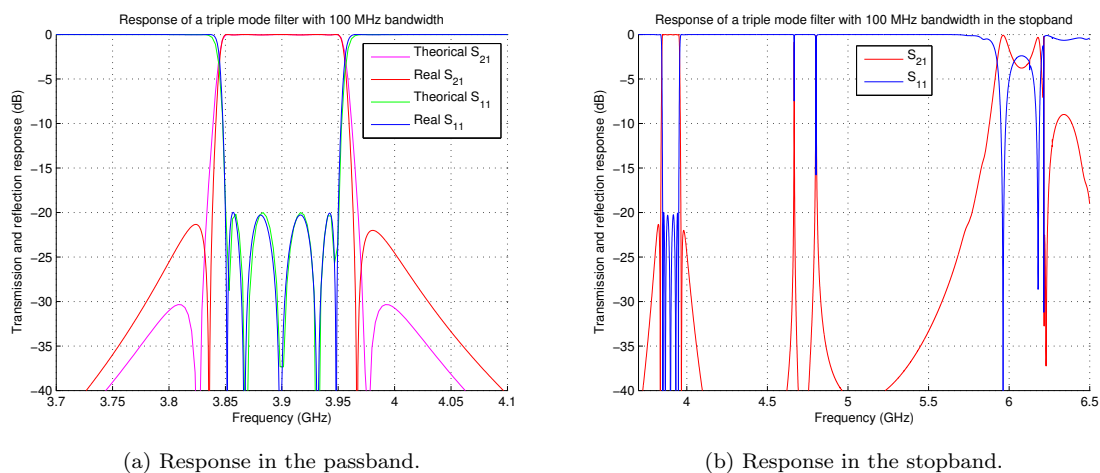 Response of a triple mode filter with 100 MHz bandwidth
Transmission and reflection response (dB)
0
−5
−10
−15
−20
−25
−30
−35
−40
3.7
3.75
3.8
3.85
3.9
3.95
4
4.05
4.1
Frequency (GHz)
Theorical S21
Real S21
Theorical S11
Real S11
(a) Response in the passband.
Response of a triple mode filter with 100 MHz bandwidth in the stopband
Transmission and reflection response (dB)
0
−5
−10
−15
−20
−25
−30
−35
−40
4
4.5
5
5.5
6
6.5
Frequency (GHz)
S21
S11
(b) Response in the stopband.